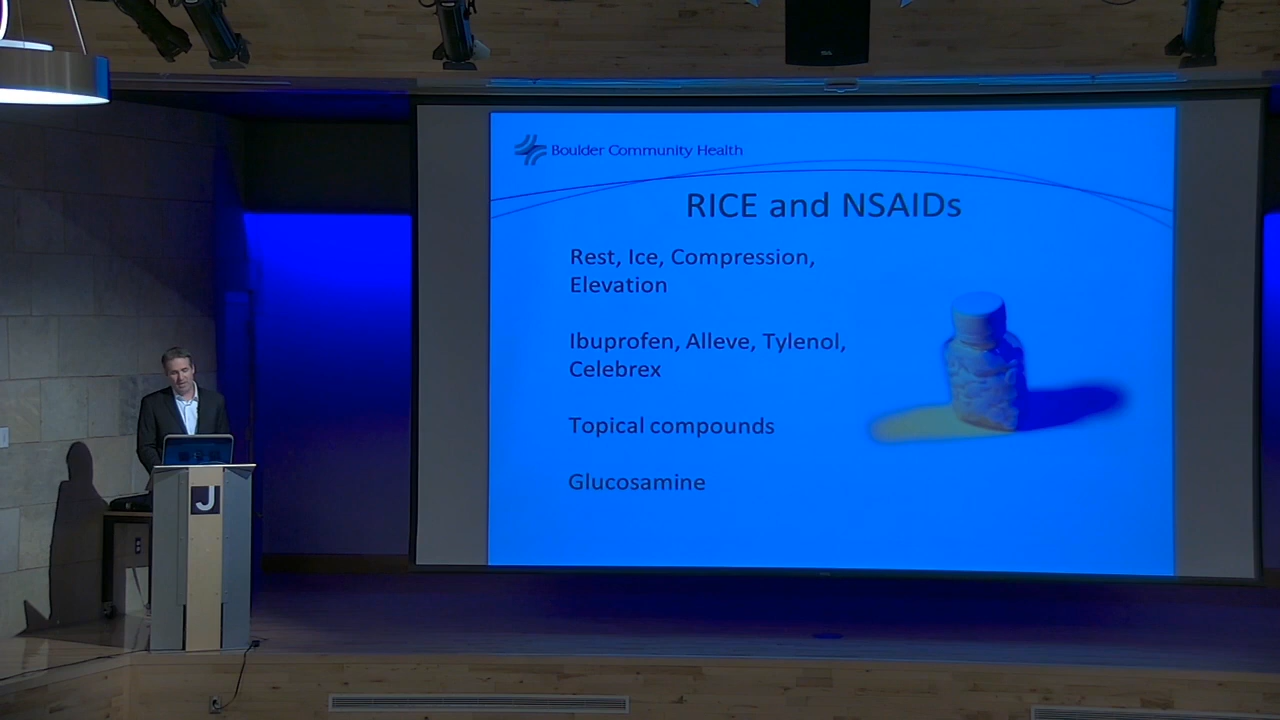 Boulder Community Health
RICE and NSAIDs
Rest, Ice, Compression,
Elevation
Ibuprofen, Alleve, Tylenol,
Celebrex
Topical compounds
Glucosamine
J